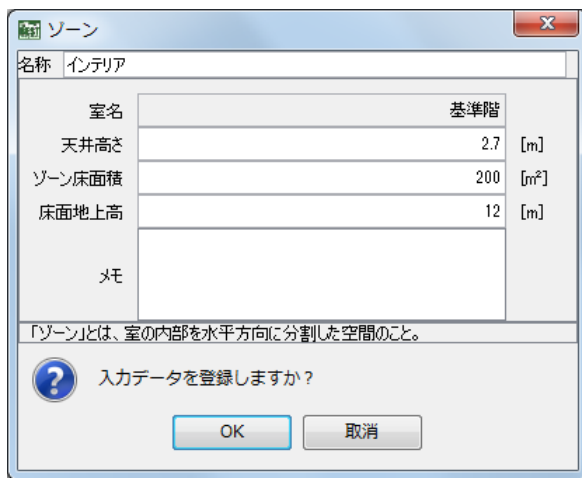 ゾーン
名称 インテリア
室名 基準階
天井高さ 2.7 [m]
ゾーン床面積 200 [m²]
床面地上高 12 [m]
メモ
「ゾーン」とは、室の内部を水平方向に分割した空間のこと。
入力データを登録しますか？
OK 取消